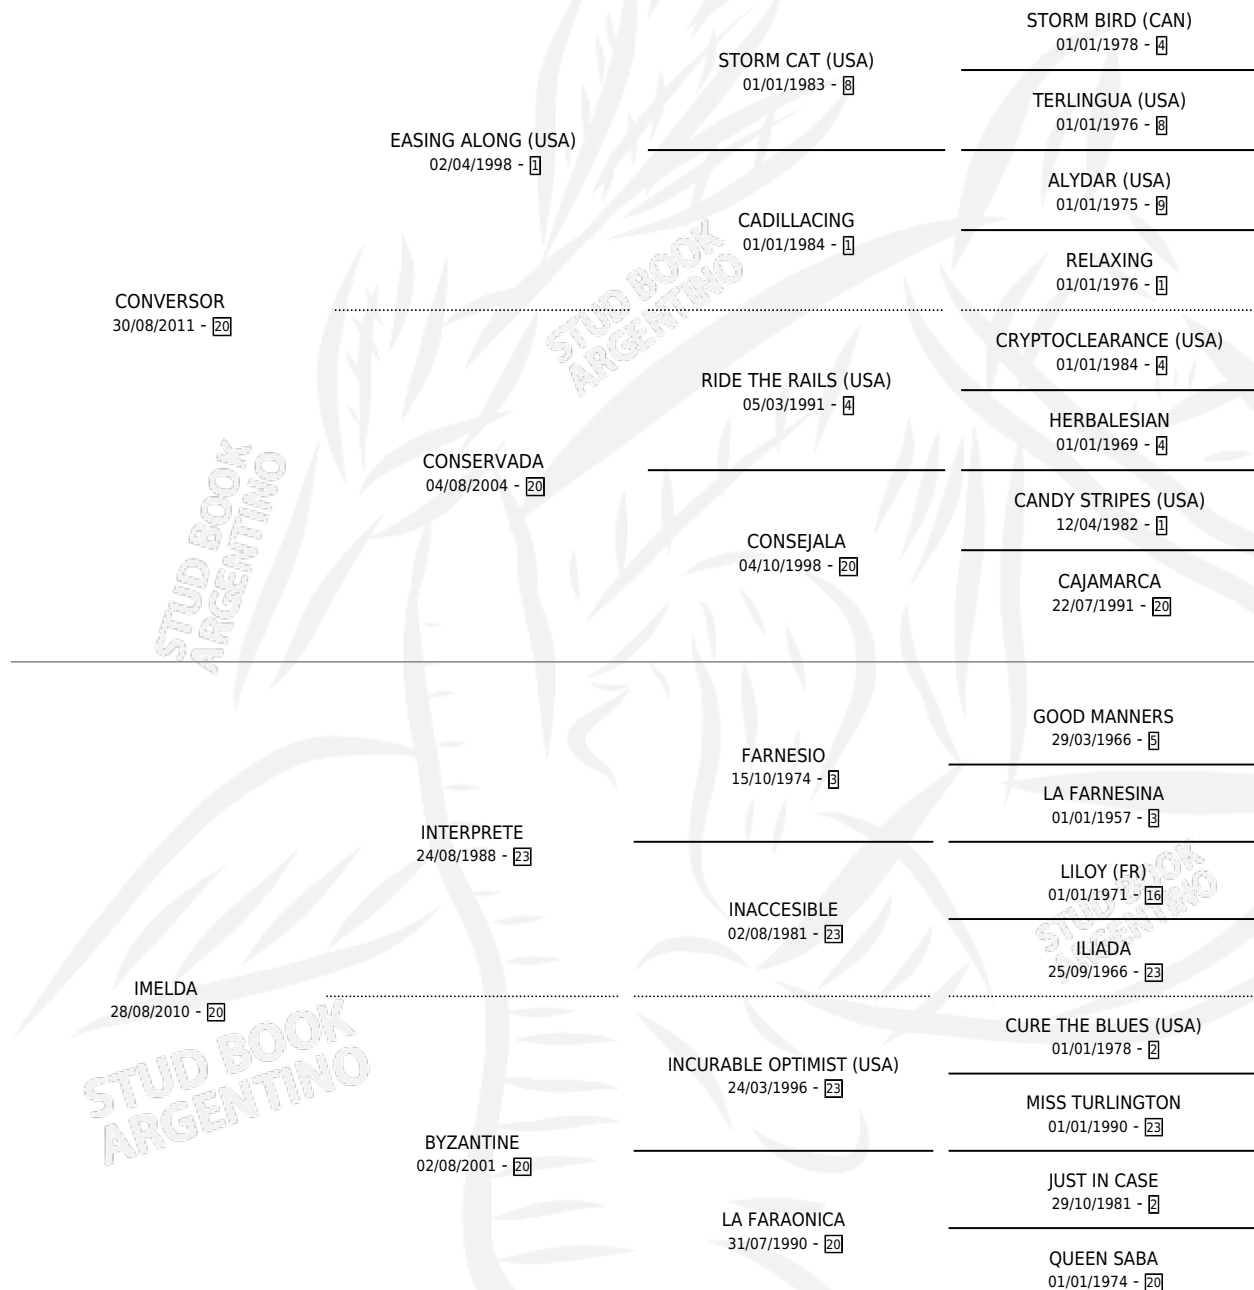 STORM BIRD (CAN)
01/01/1978 - 4
STORM CAT (USA)
01/01/1983 - 8
TERLINGUA (USA)
01/01/1976 - 8
EASING ALONG (USA)
02/04/1998 - 1
ALYDAR (USA)
01/01/1975 - 9
CADILLACING
01/01/1984 - 1
RELAXING
01/01/1976 - 1
CONVERSOR
30/08/2011 - 20
CRYPTOCLEARANCE (USA)
01/01/1984 - 4
RIDE THE RAILS (USA)
05/03/1991 - 4
HERBALESIAN
01/01/1969 - 4
CONSERVADA
04/08/2004 - 20
CANDY STRIPES (USA)
12/04/1982 - 1
CONSEJALA
04/10/1998 - 20
CAJAMARCA
22/07/1991 - 20
GOOD MANNERS
29/03/1966 - 5
FARNESIO
15/10/1974 - 3
LA FARNESINA
01/01/1957 - 3
INTERPRETE
24/08/1988 - 23
LILOY (FR)
01/01/1971 - 16
INACCESIBLE
02/08/1981 - 23
ILIADA
25/09/1966 - 23
IMELDA
28/08/2010 - 20
CURE THE BLUES (USA)
01/01/1978 - 2
INCURABLE OPTIMIST (USA)
24/03/1996 - 23
MISS TURLINGTON
01/01/1990 - 23
BYZANTINE
02/08/2001 - 20
JUST IN CASE
29/10/1981 - 2
LA FARAONICA
31/07/1990 - 20
QUEEN SABA
01/01/1974 - 20
STUD BOOK
ARGENTINO
STUD BOOK
ARGENTINO
STUD BOOK
ARGENTINO
STUD BOOK
ARGENTINO